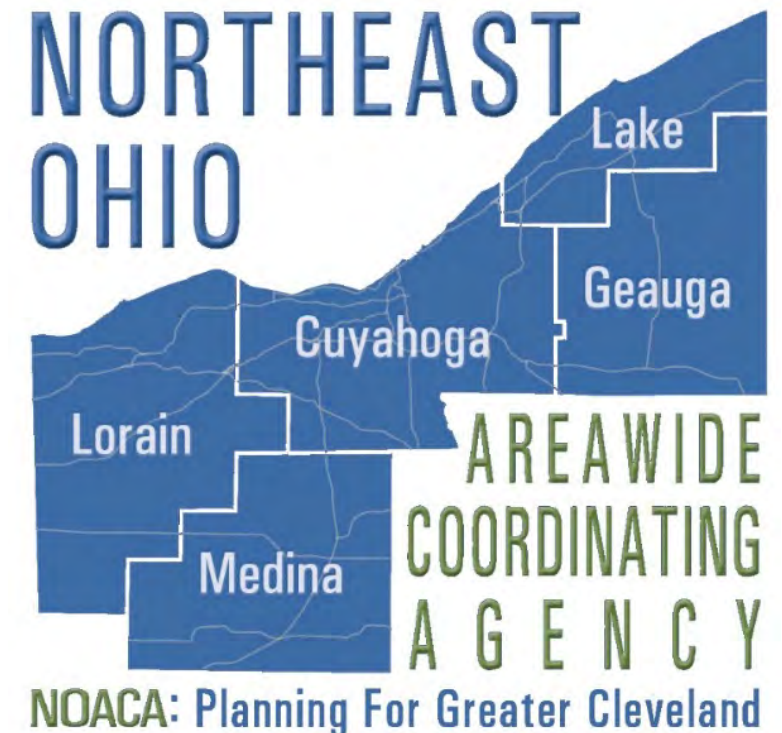 NORTHEAST
OHIO
Lake
Geauga
Cuyahoga
Lorain
Medina
AREAWIDE
COORDINATING
AGENCY
NOACA: Planning For Greater Cleveland